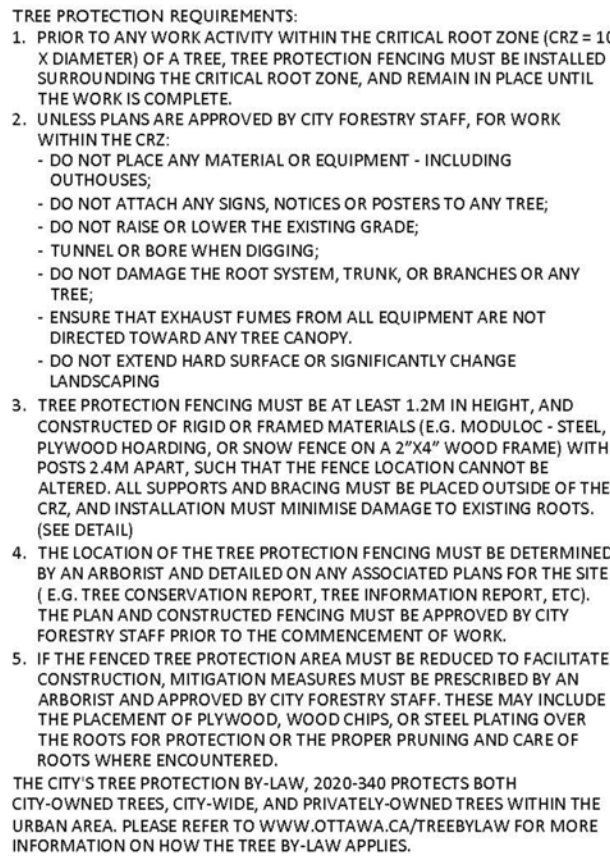 TREE PROTECTION REQUIREMENTS:
1. PRIOR TO ANY WORK ACTIVITY WITHIN THE CRITICAL ROOT ZONE (CRZ = 10
X DIAMETER) OF A TREE, TREE PROTECTION FENCING MUST BE INSTALLED
SURROUNDING THE CRITICAL ROOT ZONE, AND REMAIN IN PLACE UNTIL
THE WORK IS COMPLETE.
2. UNLESS PLANS ARE APPROVED BY CITY FORESTRY STAFF, FOR WORK
WITHIN THE CRZ:
- DO NOT PLACE ANY MATERIAL OR EQUIPMENT - INCLUDING
OUTHOUSES;
- DO NOT ATTACH ANY SIGNS, NOTICES OR POSTERS TO ANY TREE;
- DO NOT RAISE OR LOWER THE EXISTING GRADE;
- TUNNEL OR BORE WHEN DIGGING;
- DO NOT DAMAGE THE ROOT SYSTEM, TRUNK, OR BRANCHES OR ANY
TREE;
- ENSURE THAT EXHAUST FUMES FROM ALL EQUIPMENT ARE NOT
DIRECTED TOWARD ANY TREE CANOPY.
- DO NOT EXTEND HARD SURFACE OR SIGNIFICANTLY CHANGE
LANDSCAPING
3. TREE PROTECTION FENCING MUST BE AT LEAST 1.2M IN HEIGHT, AND
CONSTRUCTED OF RIGID OR FRAMED MATERIALS (E.G. MODULOC - STEEL,
PLYWOOD HOARDING, OR SNOW FENCE ON A 2"X4" WOOD FRAME) WITH
POSTS 2.4M APART, SUCH THAT THE FENCE LOCATION CANNOT BE
ALTERED. ALL SUPPORTS AND BRACING MUST BE PLACED OUTSIDE OF THE
CRZ, AND INSTALLATION MUST MINIMISE DAMAGE TO EXISTING ROOTS.
(SEE DETAIL)
4. THE LOCATION OF THE TREE PROTECTION FENCING MUST BE DETERMINED
BY AN ARBORIST AND DETAILED ON ANY ASSOCIATED PLANS FOR THE SITE
( E.G. TREE CONSERVATION REPORT, TREE INFORMATION REPORT, ETC).
THE PLAN AND CONSTRUCTED FENCING MUST BE APPROVED BY CITY
FORESTRY STAFF PRIOR TO THE COMMENCEMENT OF WORK.
5. IF THE FENCED TREE PROTECTION AREA MUST BE REDUCED TO FACILITATE
CONSTRUCTION, MITIGATION MEASURES MUST BE PRESCRIBED BY AN
ARBORIST AND APPROVED BY CITY FORESTRY STAFF. THESE MAY INCLUDE
THE PLACEMENT OF PLYWOOD, WOOD CHIPS, OR STEEL PLATING OVER
THE ROOTS FOR PROTECTION OR THE PROPER PRUNING AND CARE OF
ROOTS WHERE ENCOUNTERED.
THE CITY'S TREE PROTECTION BY-LAW, 2020-340 PROTECTS BOTH
CITY-OWNED TREES, CITY-WIDE, AND PRIVATELY-OWNED TREES WITHIN THE
URBAN AREA. PLEASE REFER TO WWW.OTTAWA.CA/TREEBYLAW FOR MORE
INFORMATION ON HOW THE TREE BY-LAW APPLIES.